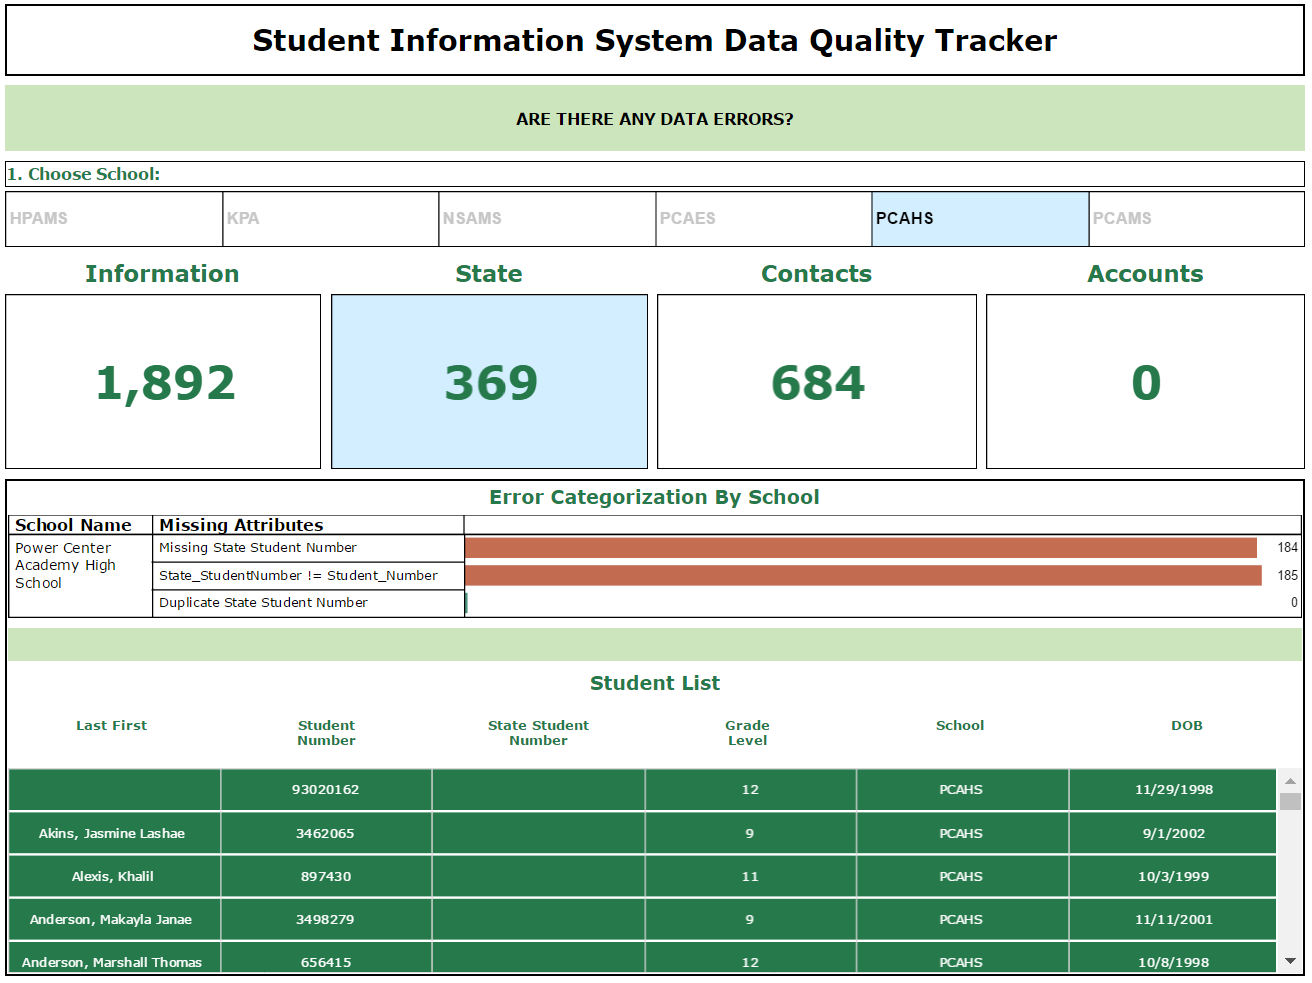 Student Information System Data Quality Tracker
ARE THERE ANY DATA ERRORS?
1. Choose School:
HPAMS KPA NSAMS PCAES PCAHS PCAMS
Information State Contacts Accounts
1,892 369 684 0
Error Categorization By School
School Name Missing Attributes
Power Center Academy High School
Missing State Student Number 184
State_StudentNumber != Student_Number 185
Duplicate State Student Number 0
Student List
Last First Student Number State Student Number Grade Level School DOB
93020162 12 PCAHS 11/29/1998
Akins, Jasmine Lashae 3462065 9 PCAHS 9/1/2002
Alexis, Khalil 897430 11 PCAHS 10/3/1999
Anderson, Makayla Janae 3498279 9 PCAHS 11/11/2001
Anderson, Marshall Thomas 656415 12 PCAHS 10/8/1998